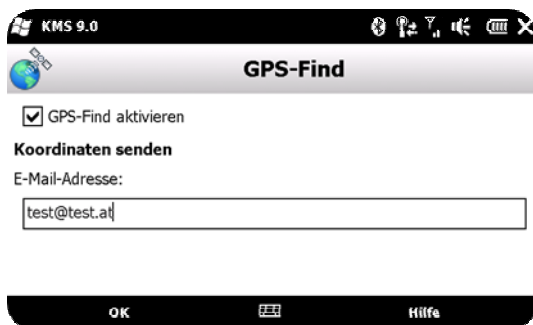 KMS 9.0
GPS-Find
GPS-Find aktivieren
Koordinaten senden
E-Mail-Adresse:
test@test.at
OK
Hilfe